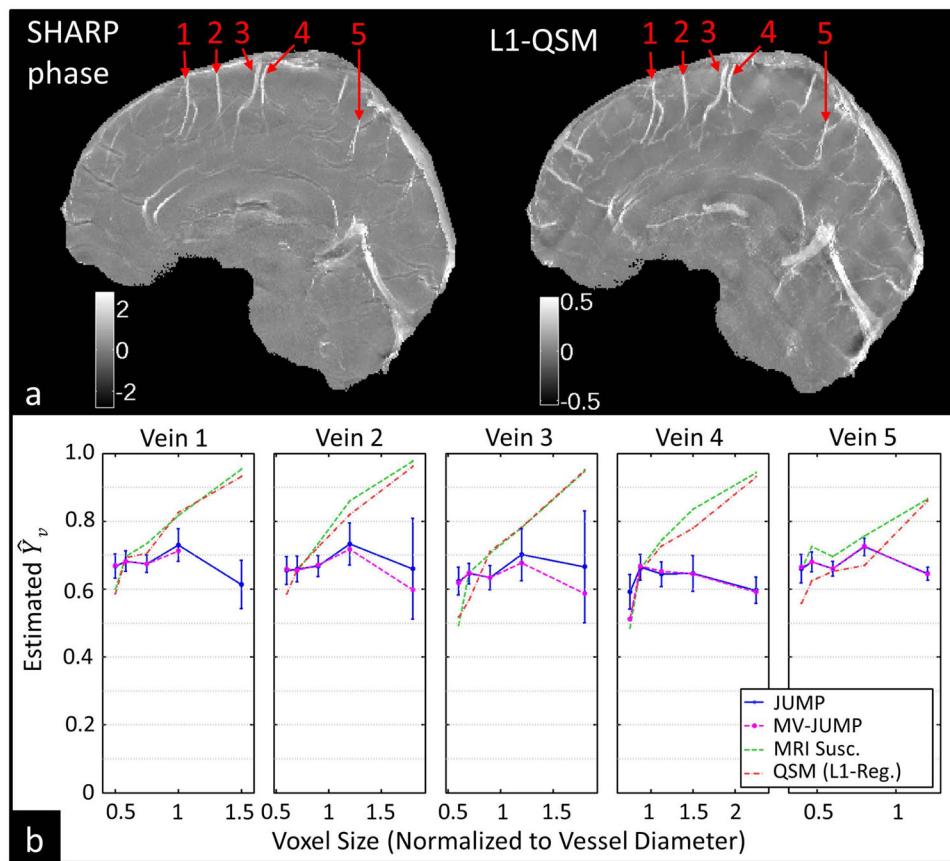 SHARP phase
1 2 3 4 5
2
0
-2
L1-QSM
1 2 3 4 5
0.5
0
-0.5
a
Vein 1 Vein 2 Vein 3 Vein 4 Vein 5
Estimated Ŷv
1.0
0.8
0.6
0.4
0.2
0
0.5 1 1.5
0.5 1 1.5
0.5 1 1.5
1 1.5 2
0.4 0.8 1.2
JUMP
MV-JUMP
MRI Susc.
QSM (L1-Reg.)
Voxel Size (Normalized to Vessel Diameter)
b